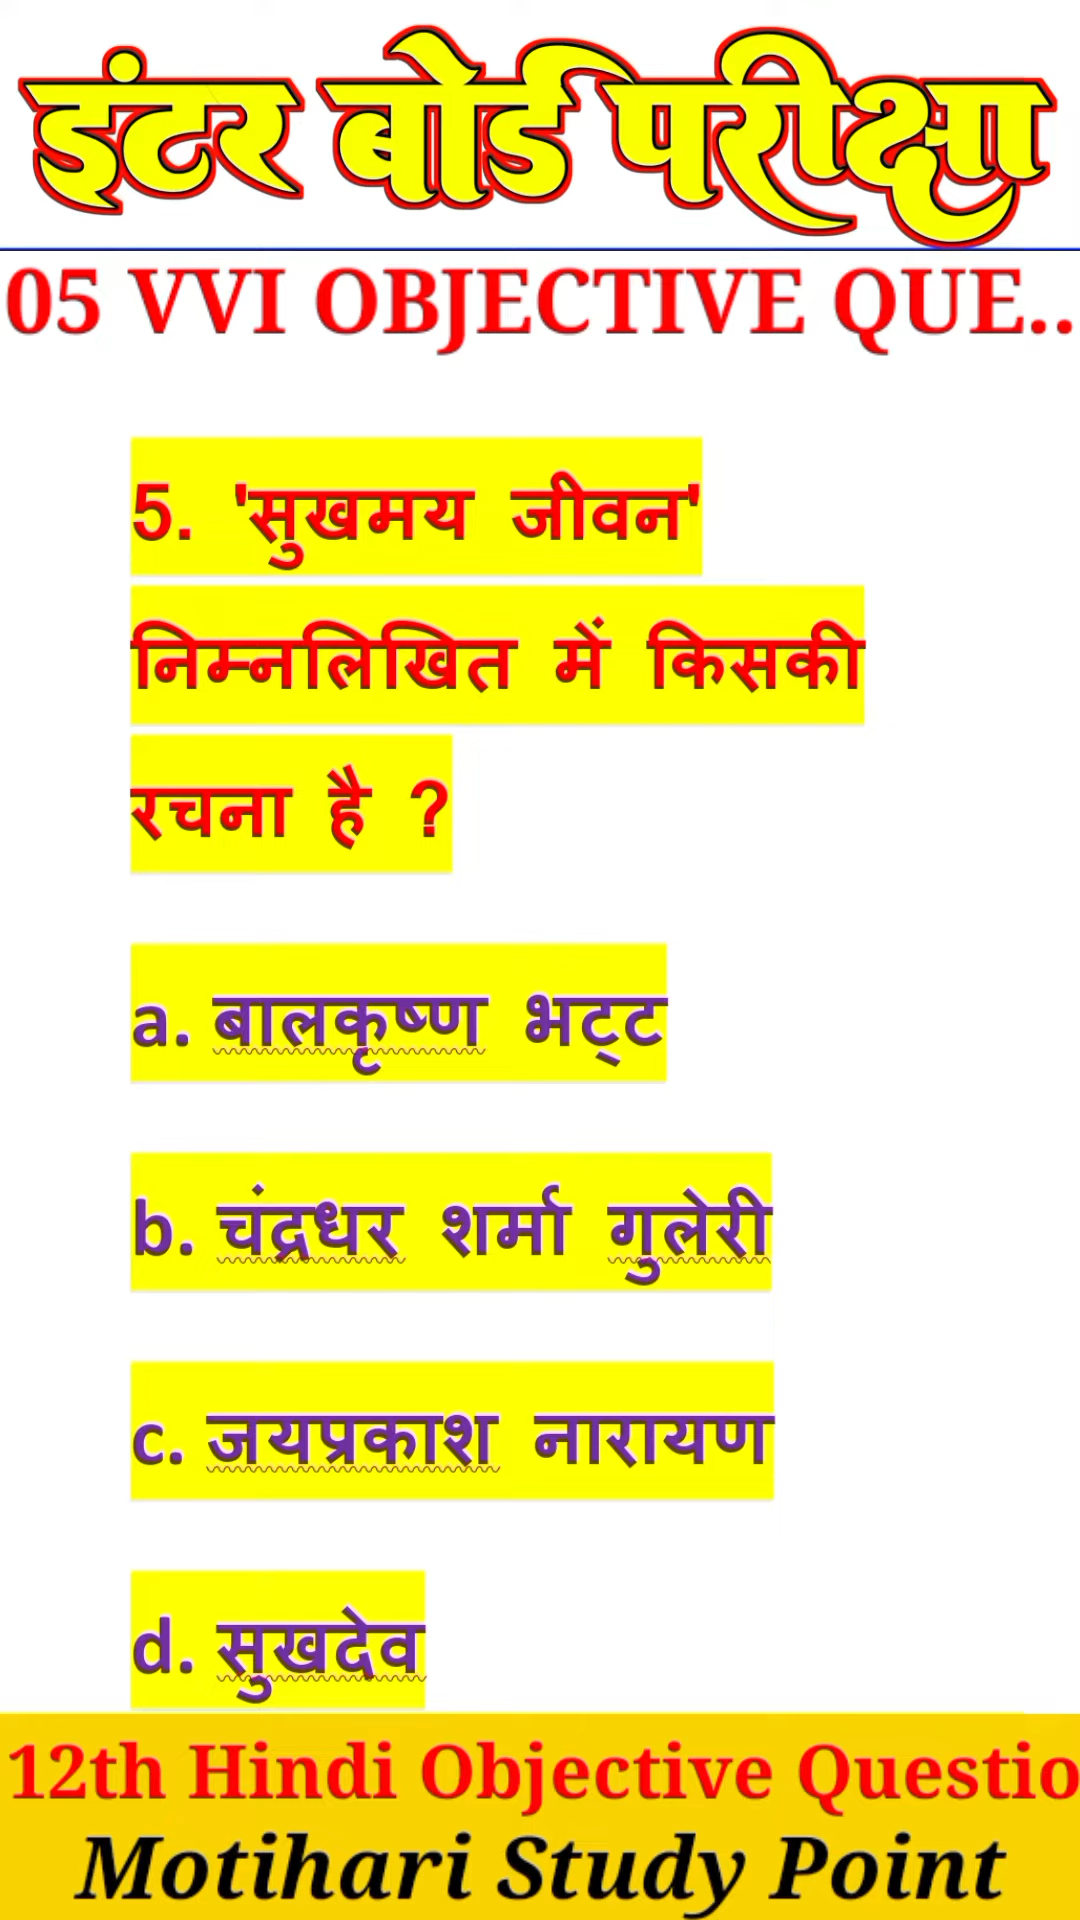 इंटर बोर्ड परीक्षा
05 VVI OBJECTIVE QUE..
5. 'सुखमय जीवन'
निम्नलिखित में किसकी
रचना है ?
a. बालकृष्ण भट्ट
b. चंद्रधर शर्मा गुलेरी
c. जयप्रकाश नारायण
d. सुखदेव
12th Hindi Objective Questio
Motihari Study Point